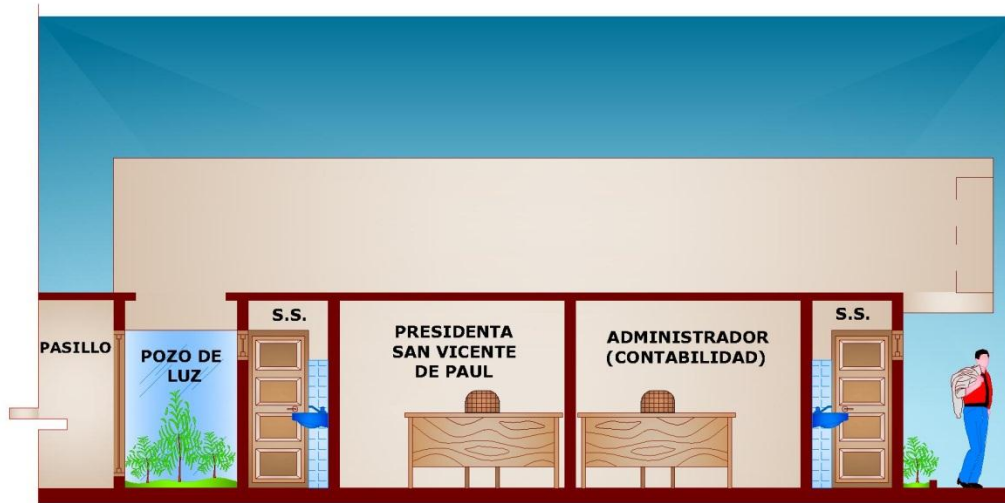 PASILLO
POZO DE
LUZ
S.S.
PRESIDENTA
SAN VICENTE
DE PAUL
ADMINISTRADOR
(CONTABILIDAD)
S.S.